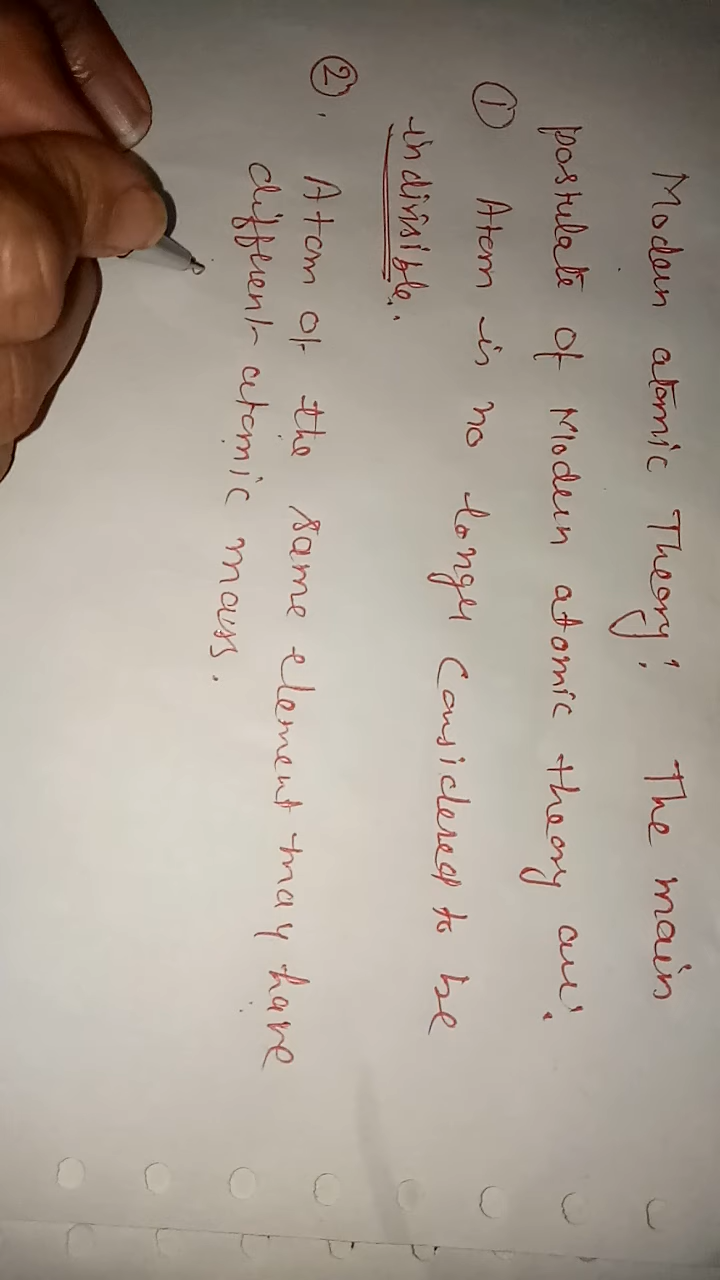 Modern atomic Theory: The main
postulate of Modern atomic theory are:
① Atom is no longer considered to be
indivisible.
②. Atom of the same element may have
different atomic mass.